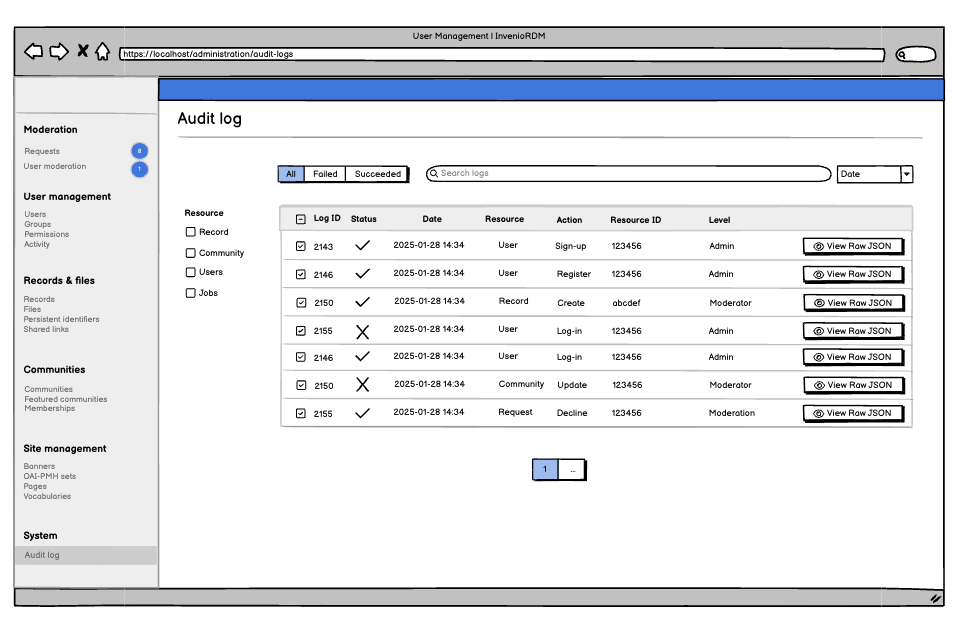 User Management | InvenioRDM
https://localhost/administration/audit-logs
Moderation
Requests 8
User moderation 1
User management
Users
Groups
Permissions
Activity
Records & files
Records
Files
Persistent identifiers
Shared links
Communities
Communities
Featured communities
Memberships
Site management
Banners
OAI-PMH sets
Pages
Vocabularies
System
Audit log
Audit log
All Failed Succeeded Search logs Date
Resource
Record
Community
Users
Jobs
Log ID Status Date Resource Action Resource ID Level
2143 2025-01-28 14:34 User Sign-up 123456 Admin View Raw JSON
2146 2025-01-28 14:34 User Register 123456 Admin View Raw JSON
2150 2025-01-28 14:34 Record Create abcdef Moderator View Raw JSON
2155 2025-01-28 14:34 User Log-in 123456 Admin View Raw JSON
2146 2025-01-28 14:34 User Log-in 123456 Admin View Raw JSON
2150 2025-01-28 14:34 Community Update 123456 Moderator View Raw JSON
2155 2025-01-28 14:34 Request Decline 123456 Moderation View Raw JSON
1 ...